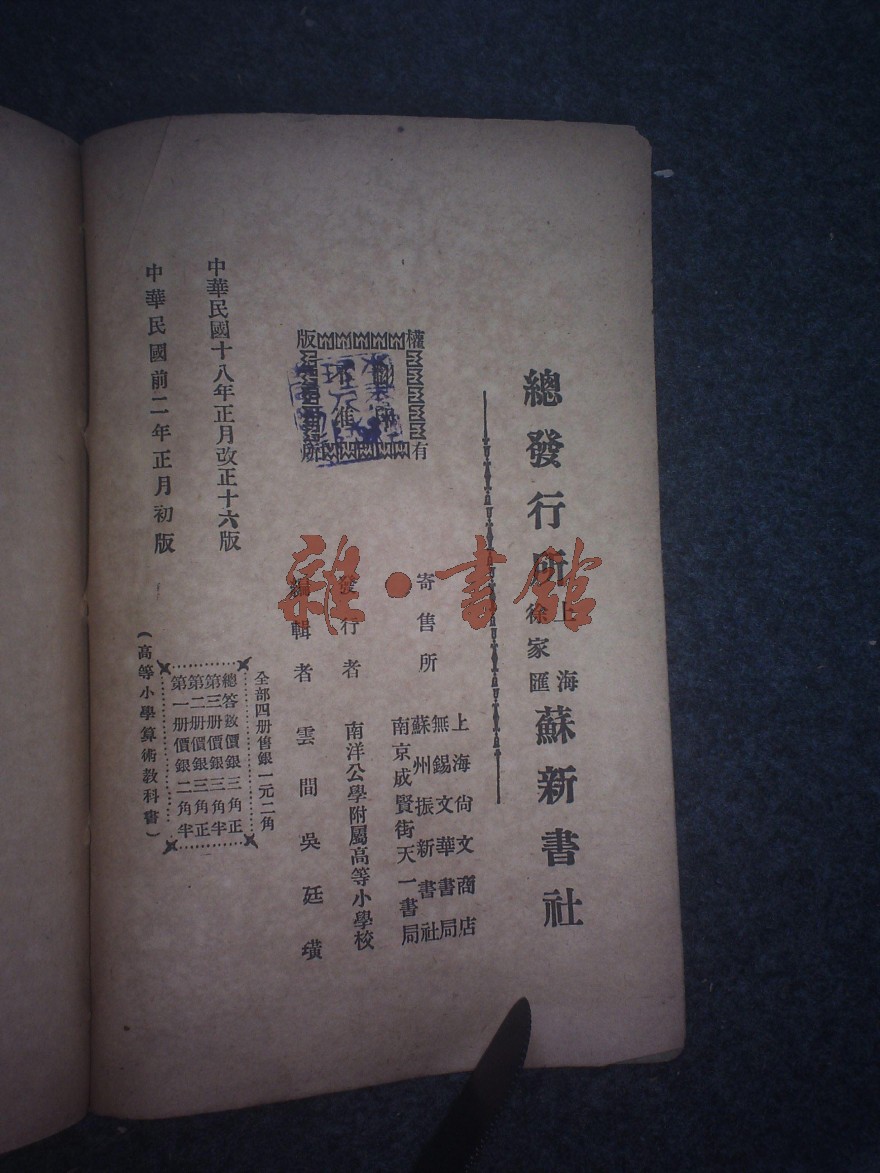 中華民國前二年正月初版
中華民國十八年正月改正十六版
(高等小學算術教科書)
第一册價銀二角半
第二册價銀三角正
第三册價銀三角半
總答數價銀三角正
全部四册售銀一元二角
版權所有
編輯者 雲間吳廷璜
發行者 南洋公學附屬高等小學校
寄售所
南京成賢街天一書局
蘇州振新書社
無錫文華書局
上海尙文商店
總發行所 上海徐家匯 蘇新書社
雜·書館